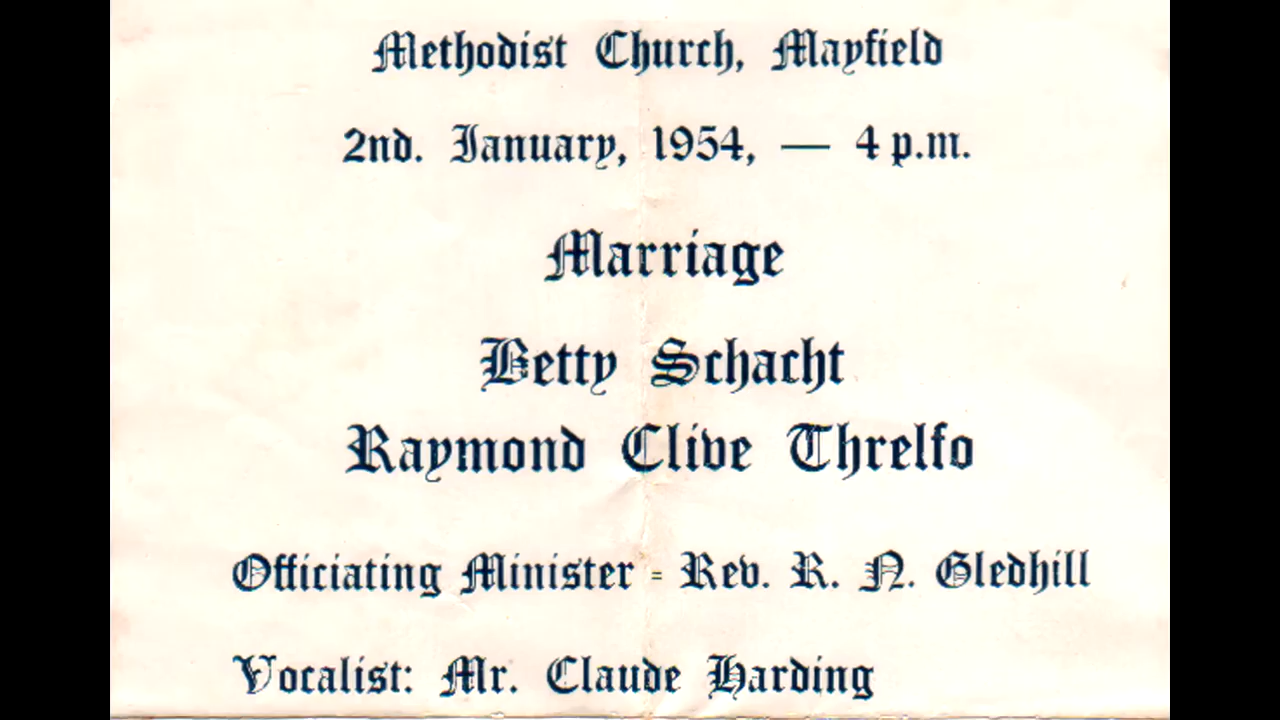 Methodist Church, Mayfield
2nd. January, 1954, — 4 p.m.
Marriage
Betty Schacht
Raymond Clive Threlfo
Officiating Minister - Rev. R. N. Gledhill
Vocalist: Mr. Claude Harding